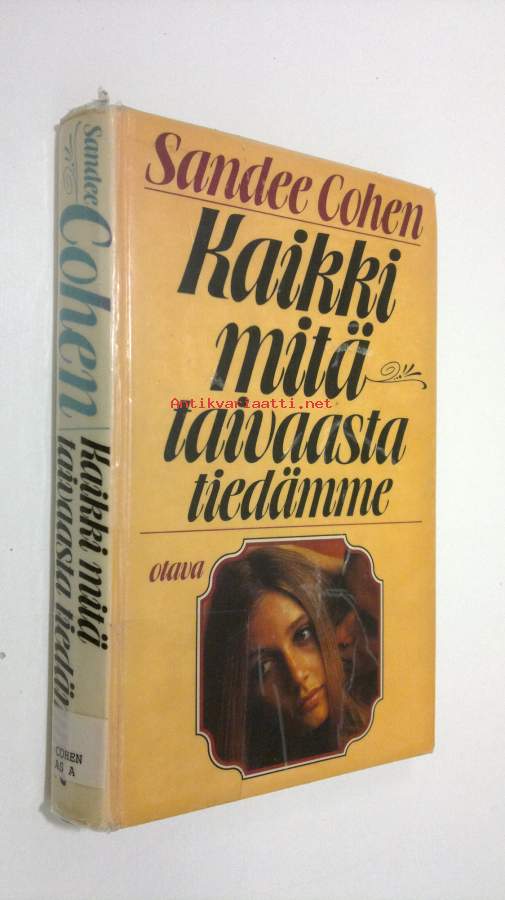 Sandee Cohen
Kaikki
mitä
taivaasta
tiedämme
otava
Antikvariaatti.net
Sandee Cohen
Kaikki mitä
taivaasta tiedäm
COHEN
AS A